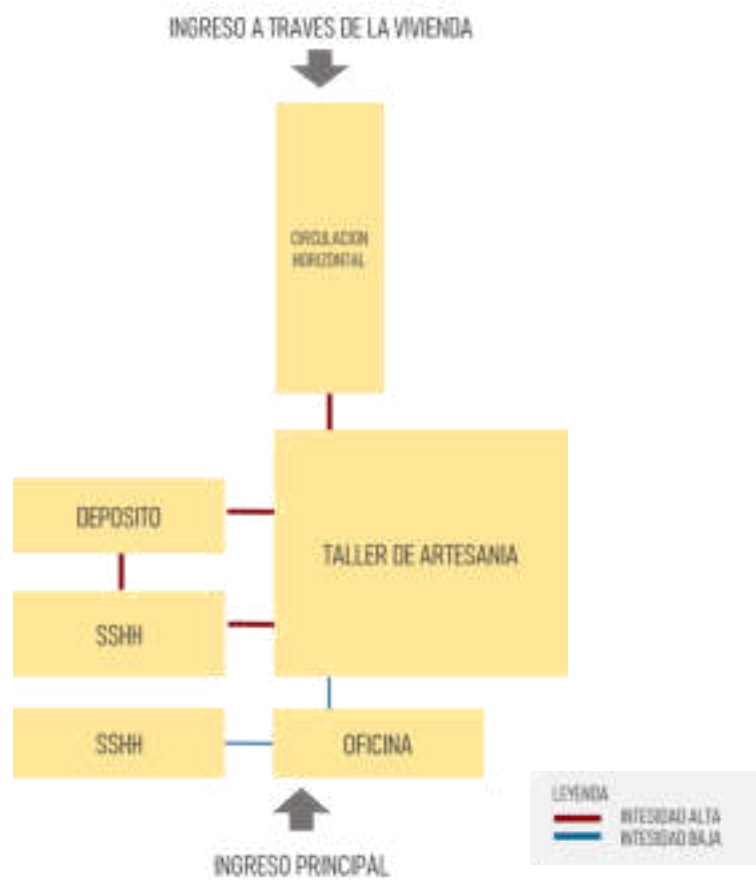 INGRESO A TRAVES DE LA VIVIENDA
CIRCULACION
HORIZONTAL
DEPOSITO
TALLER DE ARTESANIA
SSHH
SSHH
OFICINA
INGRESO PRINCIPAL
LEYENDA
INTESIDAD ALTA
INTESIDAD BAJA